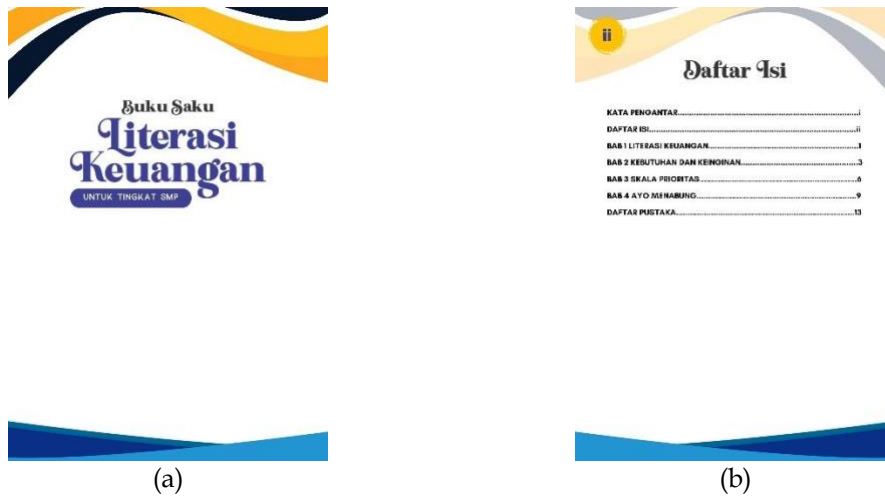 Buku Saku
Literasi
Keuangan
UNTUK TINGKAT SMP
(a)
ii
Daftar Isi
KATA PENGANTAR....................i
DAFTAR ISI....................ii
BAB 1 LITERASI KEUANGAN....................1
BAB 2 KEBUTUHAN DAN KEINGINAN....................3
BAB 3 SKALA PRIORITAS....................6
BAB 4 AYO MENABUNG....................9
DAFTAR PUSTAKA....................13
(b)